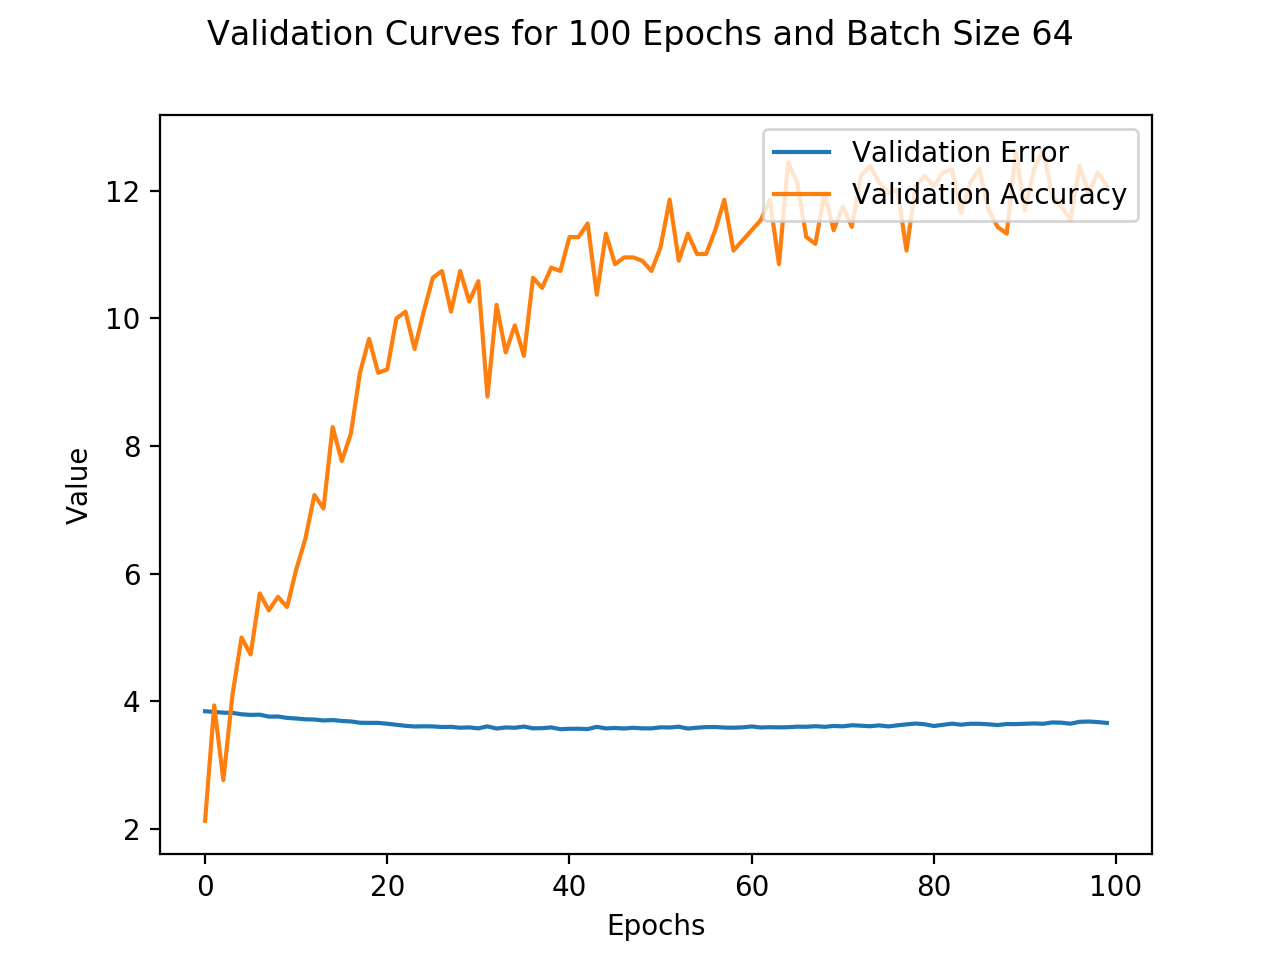 Validation Curves for 100 Epochs and Batch Size 64
Validation Error
Validation Accuracy
12
10
8
6
4
2
Value
0 20 40 60 80 100
Epochs